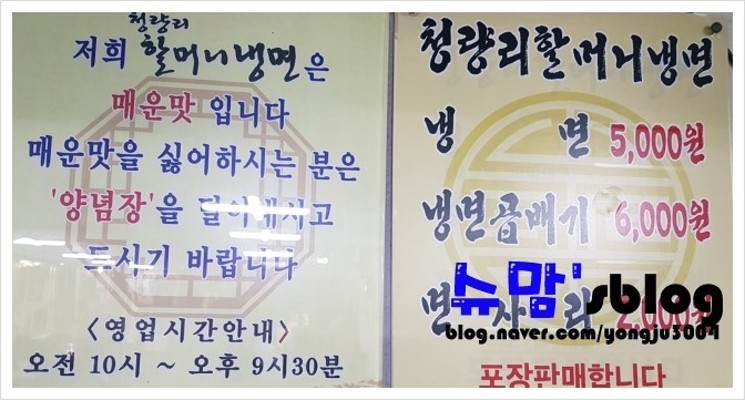 청량리
저희 할머니냉면은
매운맛 입니다
매운맛을 싫어하시는 분은
'양념장'을 덜어내시고
드시기 바랍니다
<영업시간안내>
오전 10시 ~ 오후 9시30분
청량리할머니냉면
냉 면 5,000원
냉면곱배기 6,000원
면 사 리 2,000원
슈맘'sblog
blog.naver.com/yongju3004
포장판매합니다